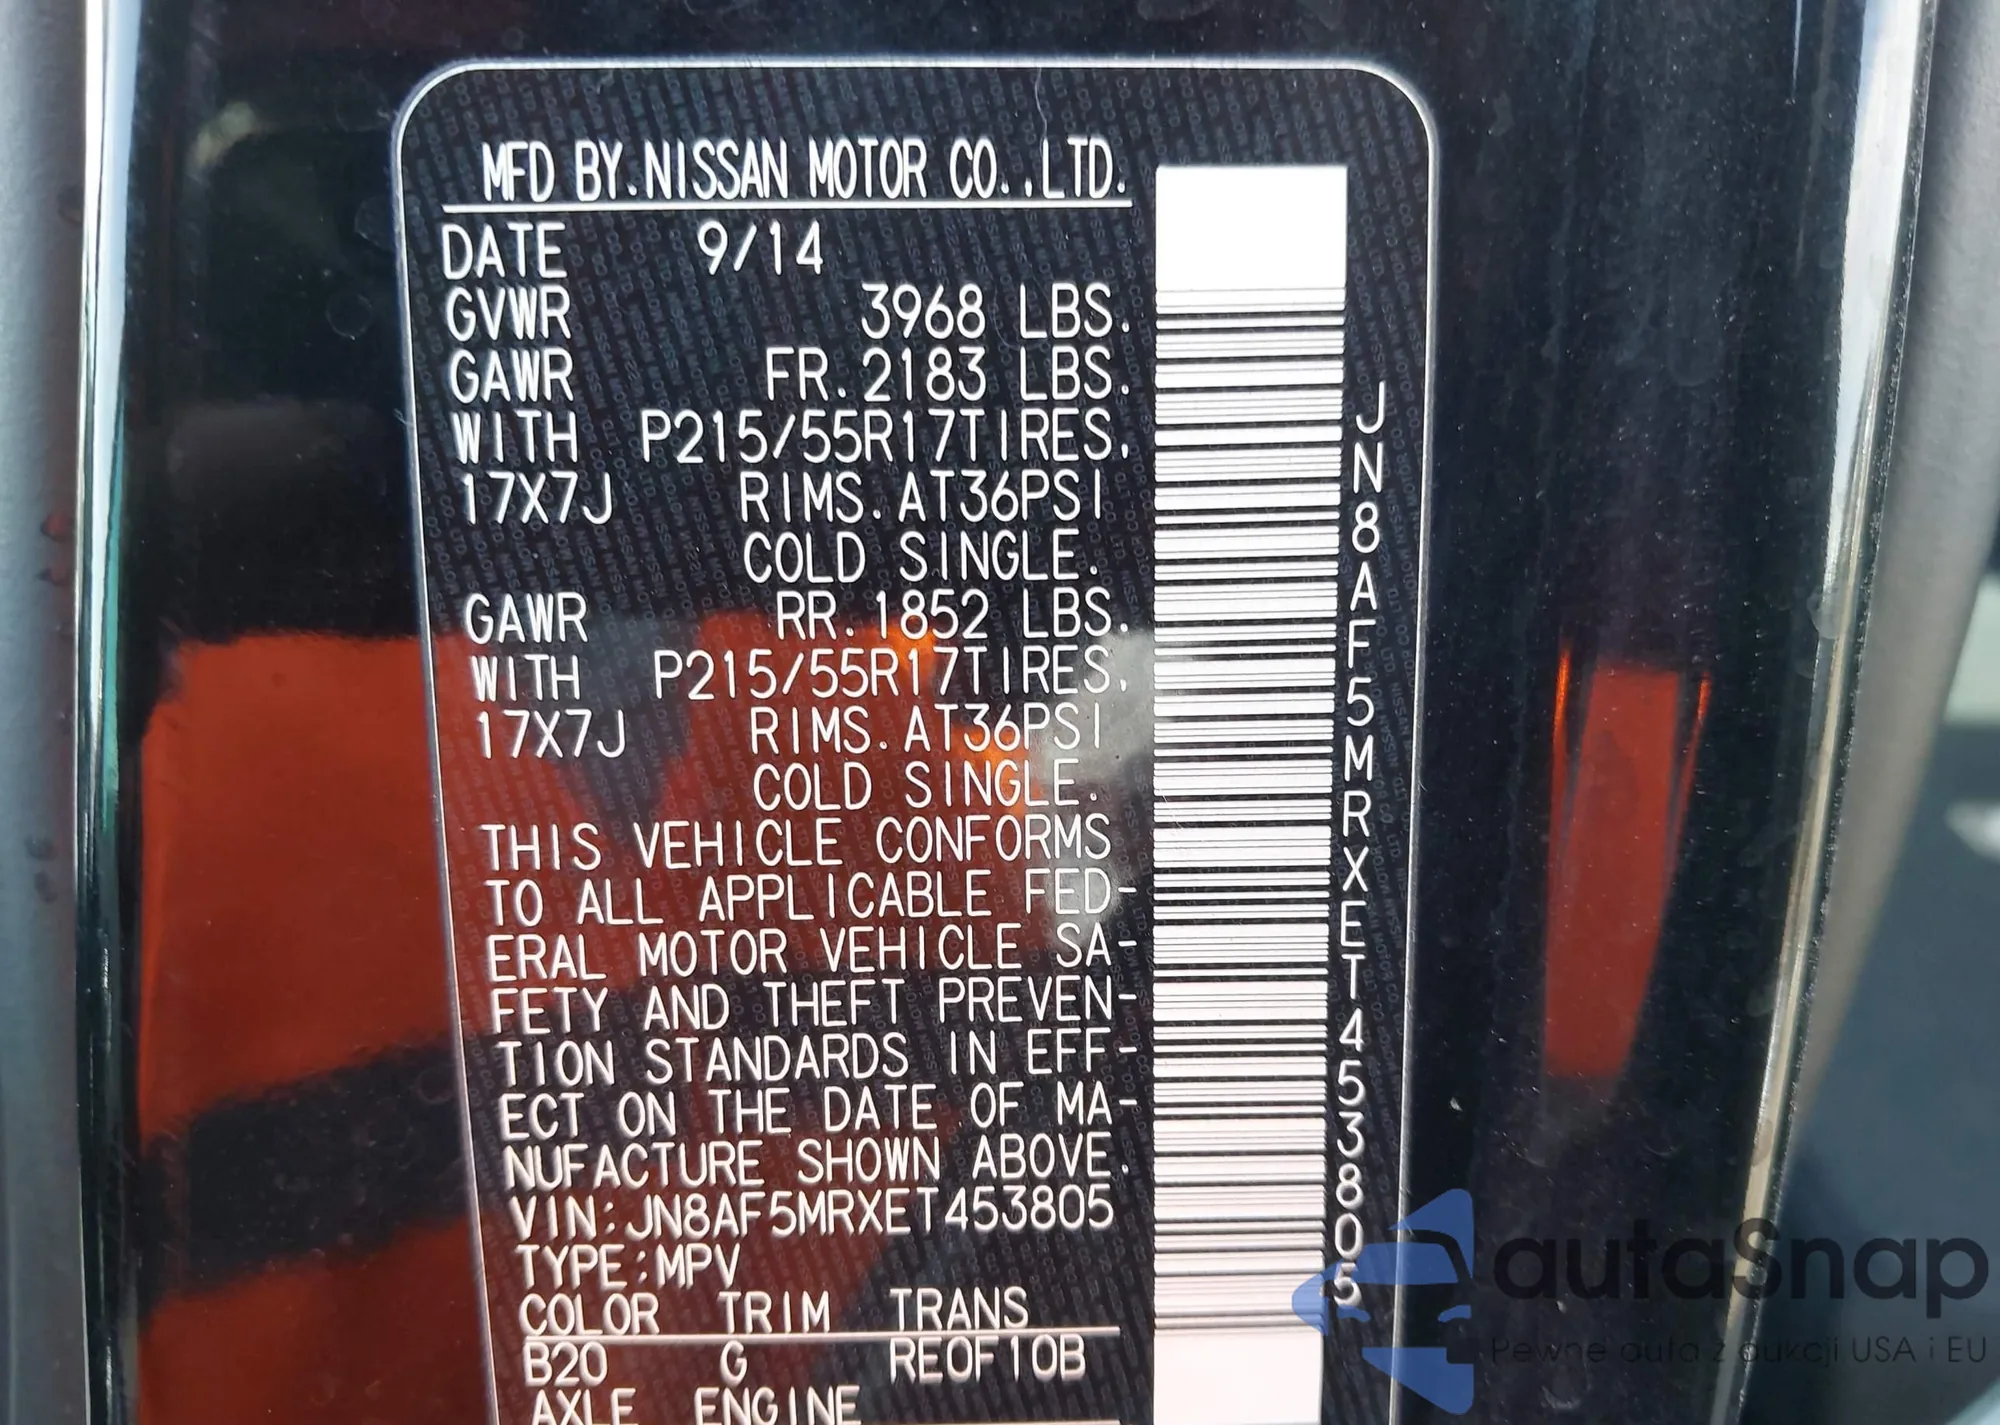 MFD BY.NISSAN MOTOR CO.,LTD.
DATE 9/14
GVWR 3968 LBS.
GAWR FR.2183 LBS.
WITH P215/55R17TIRES.
17X7J RIMS.AT36PSI
COLD SINGLE.
GAWR RR.1852 LBS.
WITH P215/55R17TIRES.
17X7J RIMS.AT36PSI
COLD SINGLE.
THIS VEHICLE CONFORMS
TO ALL APPLICABLE FED-
ERAL MOTOR VEHICLE SA-
FETY AND THEFT PREVEN-
TION STANDARDS IN EFF-
ECT ON THE DATE OF MA-
NUFACTURE SHOWN ABOVE.
VIN:JN8AF5MRXET453805
TYPE:MPV
COLOR TRIM TRANS
B20 G RE0F10B
AXLE ENGINE
JN8AF5MRXET453805
autaSnap
Pewne auta z aukcji USA i EU